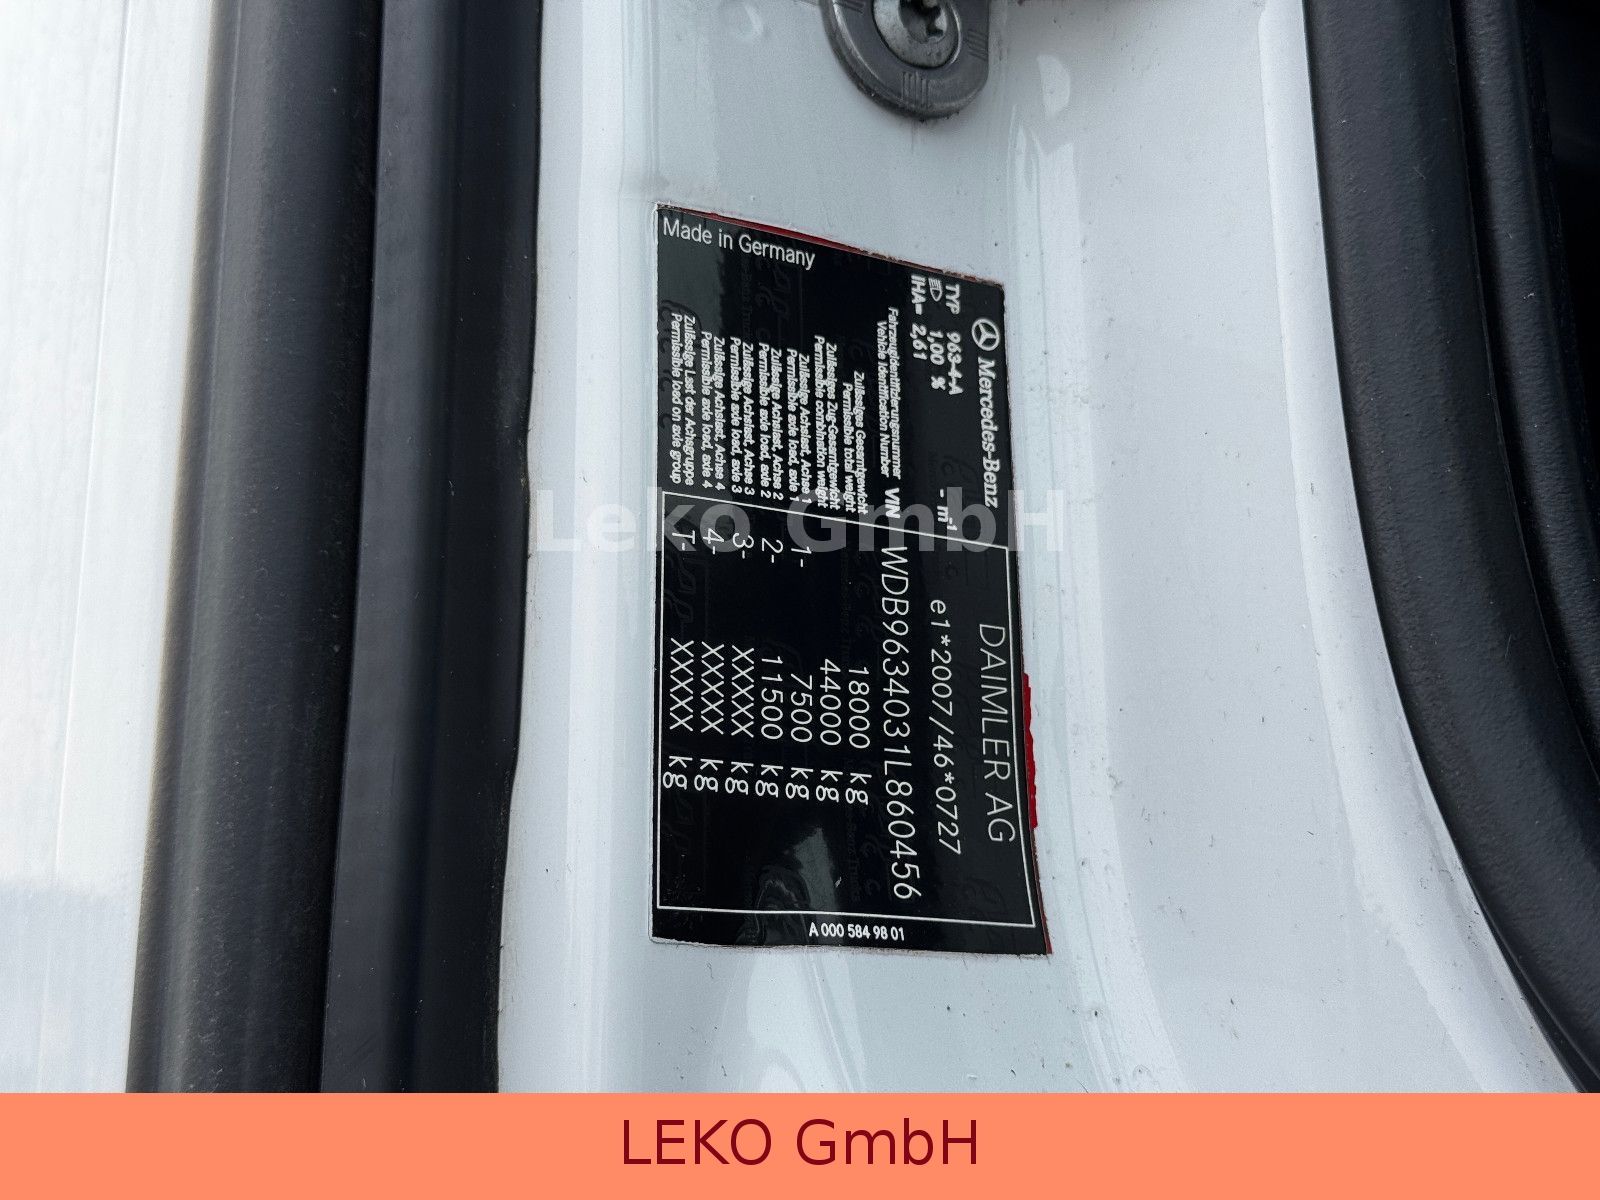 Mercedes-Benz
DAIMLER AG
TYP 963-4-A
- m-1
e1*2007/46*0727
1,00 %
IHA= 2,61
Fahrzeugidentifizierungsnummer
Vehicle Identification Number VIN WDB9634031L860456
Zulässiges Gesamtgewicht
Permissible total weight 18000 kg
Zulässiges Zug-Gesamtgewicht
Permissible combination weight 44000 kg
Zulässige Achslast, Achse 1
Permissible axle load, axle 1 1- 7500 kg
Zulässige Achslast, Achse 2
Permissible axle load, axle 2 2- 11500 kg
Zulässige Achslast, Achse 3
Permissible axle load, axle 3 3- XXXXX kg
Zulässige Achslast, Achse 4
Permissible axle load, axle 4 4- XXXXX kg
Zulässige Last der Achsgruppe
Permissible load on axle group T- XXXXX kg
Made in Germany
A 000 584 98 01
Leko GmbH
LEKO GmbH